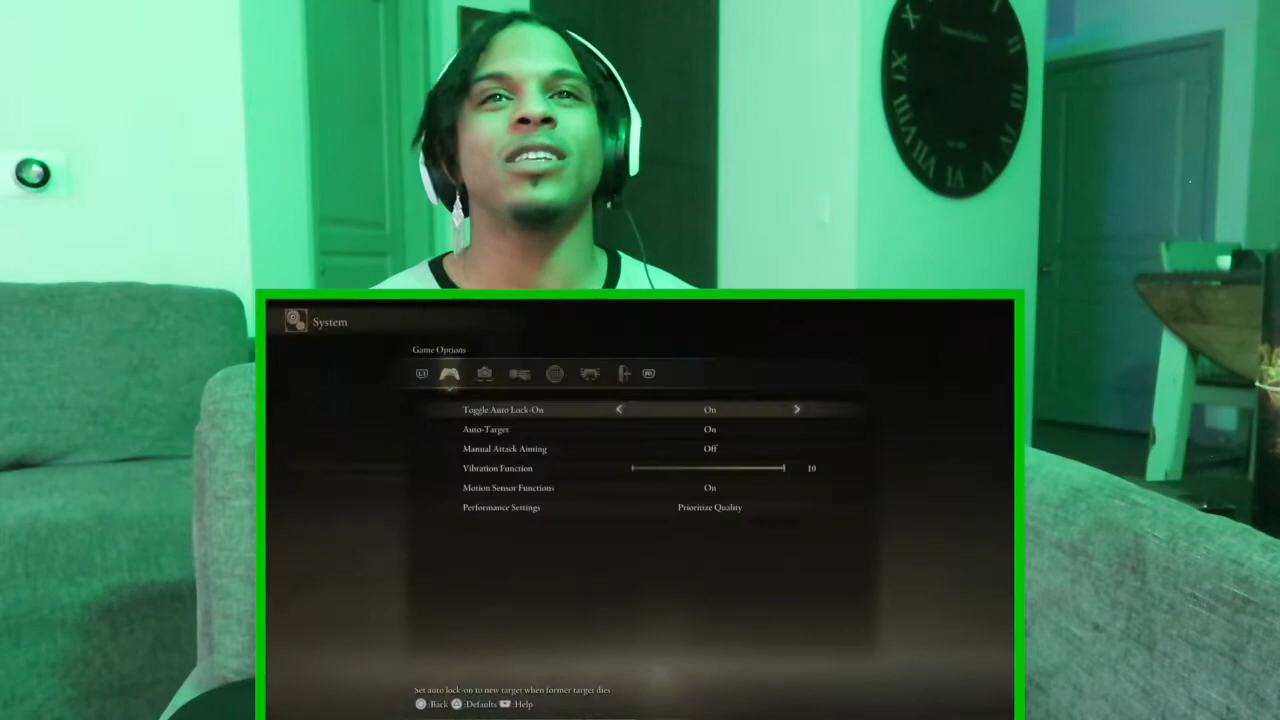 System
Game Options
L1 R1
Toggle Auto Lock-On On
Auto-Target On
Manual Attack Aiming Off
Vibration Function 10
Motion Sensor Functions On
Performance Settings Prioritize Quality
Set auto lock-on to new target when former target dies
:Back :Defaults :Help